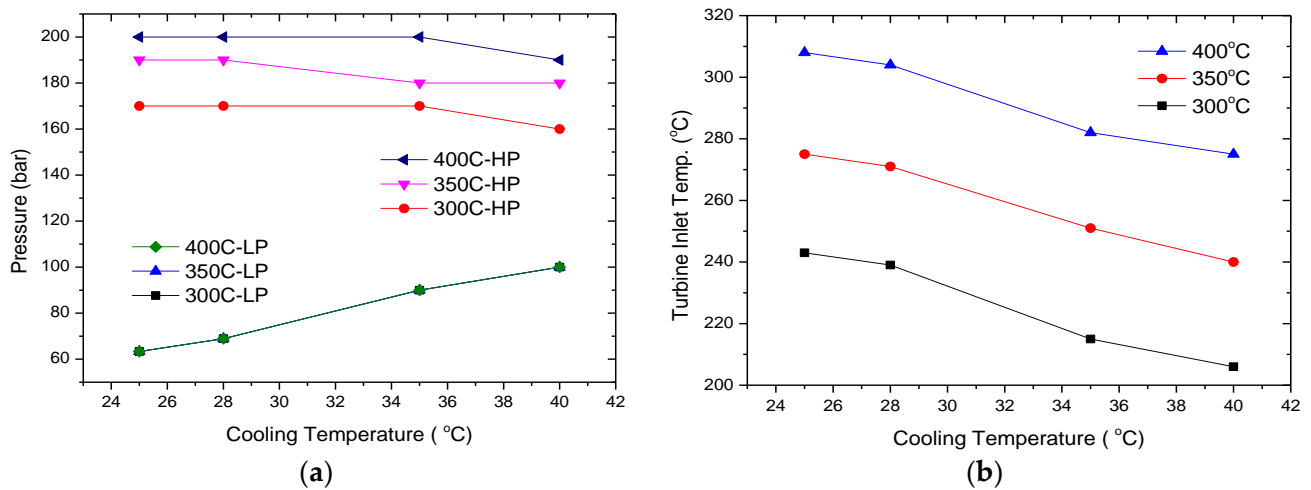 200
180
160
140
120
100
80
60
Pressure (bar)
400C-HP
350C-HP
300C-HP
400C-LP
350C-LP
300C-LP
24 26 28 30 32 34 36 38 40 42
Cooling Temperature ( °C)
(a)
320
300
280
260
240
220
200
Turbine Inlet Temp. (°C)
400°C
350°C
300°C
24 26 28 30 32 34 36 38 40 42
Cooling Temperature ( °C)
(b)